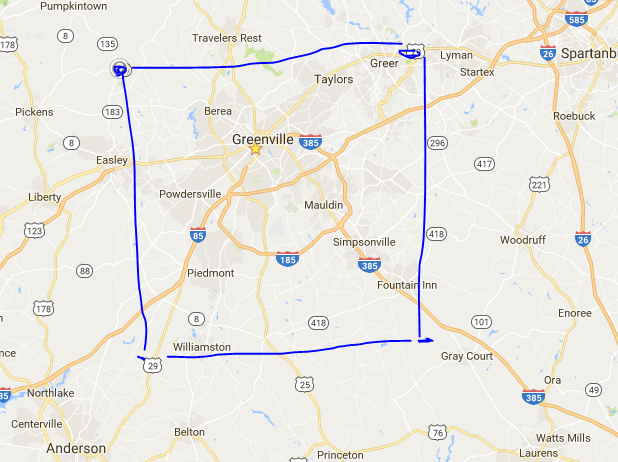 Pumpkintown
585
178
8
135
Travelers Rest
26
Spartanb
Lyman
Greer
29
Startex
Taylors
183
Berea
Pickens
Roebuck
Greenville
385
8
296
Easley
417
Liberty
Powdersville
221
Mauldin
123
85
418
26
Simpsonville
Woodruff
185
385
88
Piedmont
Fountain Inn
178
8
418
101
Enoree
Williamston
nce
Gray Court
29
25
Ora
85
Northlake
385
49
Centerville
Belton
76
Watts Mills
Anderson
Princeton
Laurens